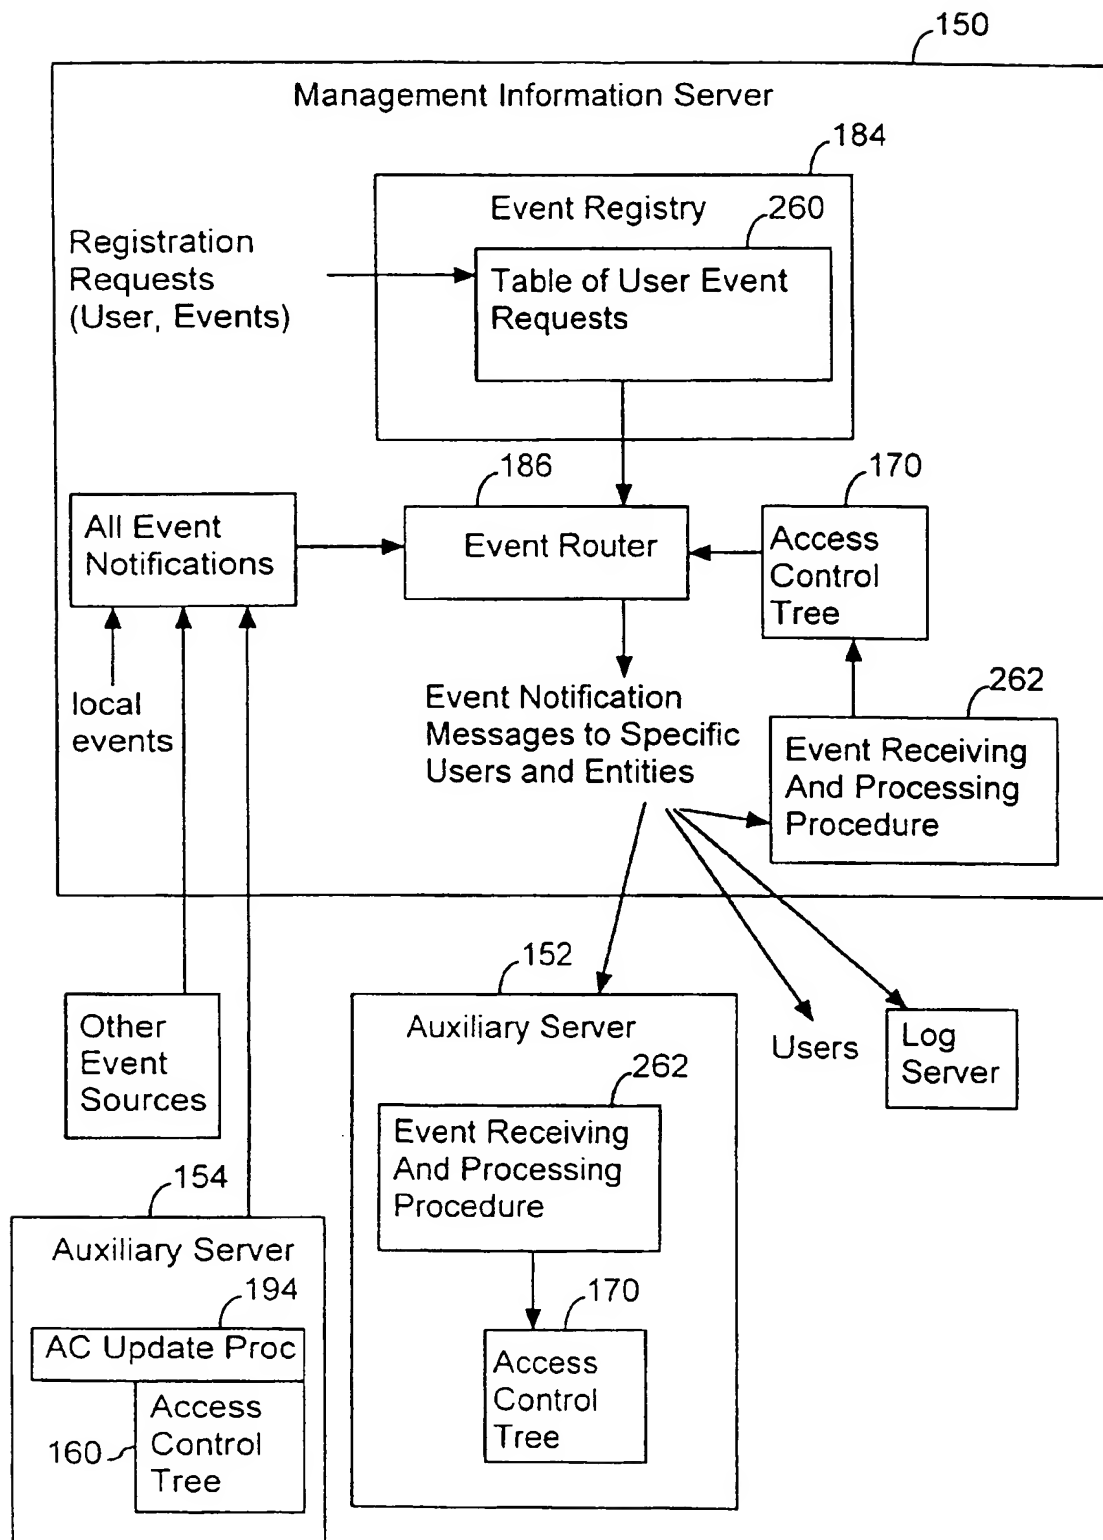 150
Management Information Server
184
Event Registry
260
Registration
Requests
(User, Events)
Table of User Event
Requests
186
170
All Event
Notifications
Event Router
Access
Control
Tree
local
events
Event Notification
Messages to Specific
Users and Entities
262
Event Receiving
And Processing
Procedure
152
Other
Event
Sources
Auxiliary Server
Users
Log
Server
262
Event Receiving
And Processing
Procedure
154
Auxiliary Server
194
AC Update Proc
170
Access
Control
Tree
160
Access
Control
Tree